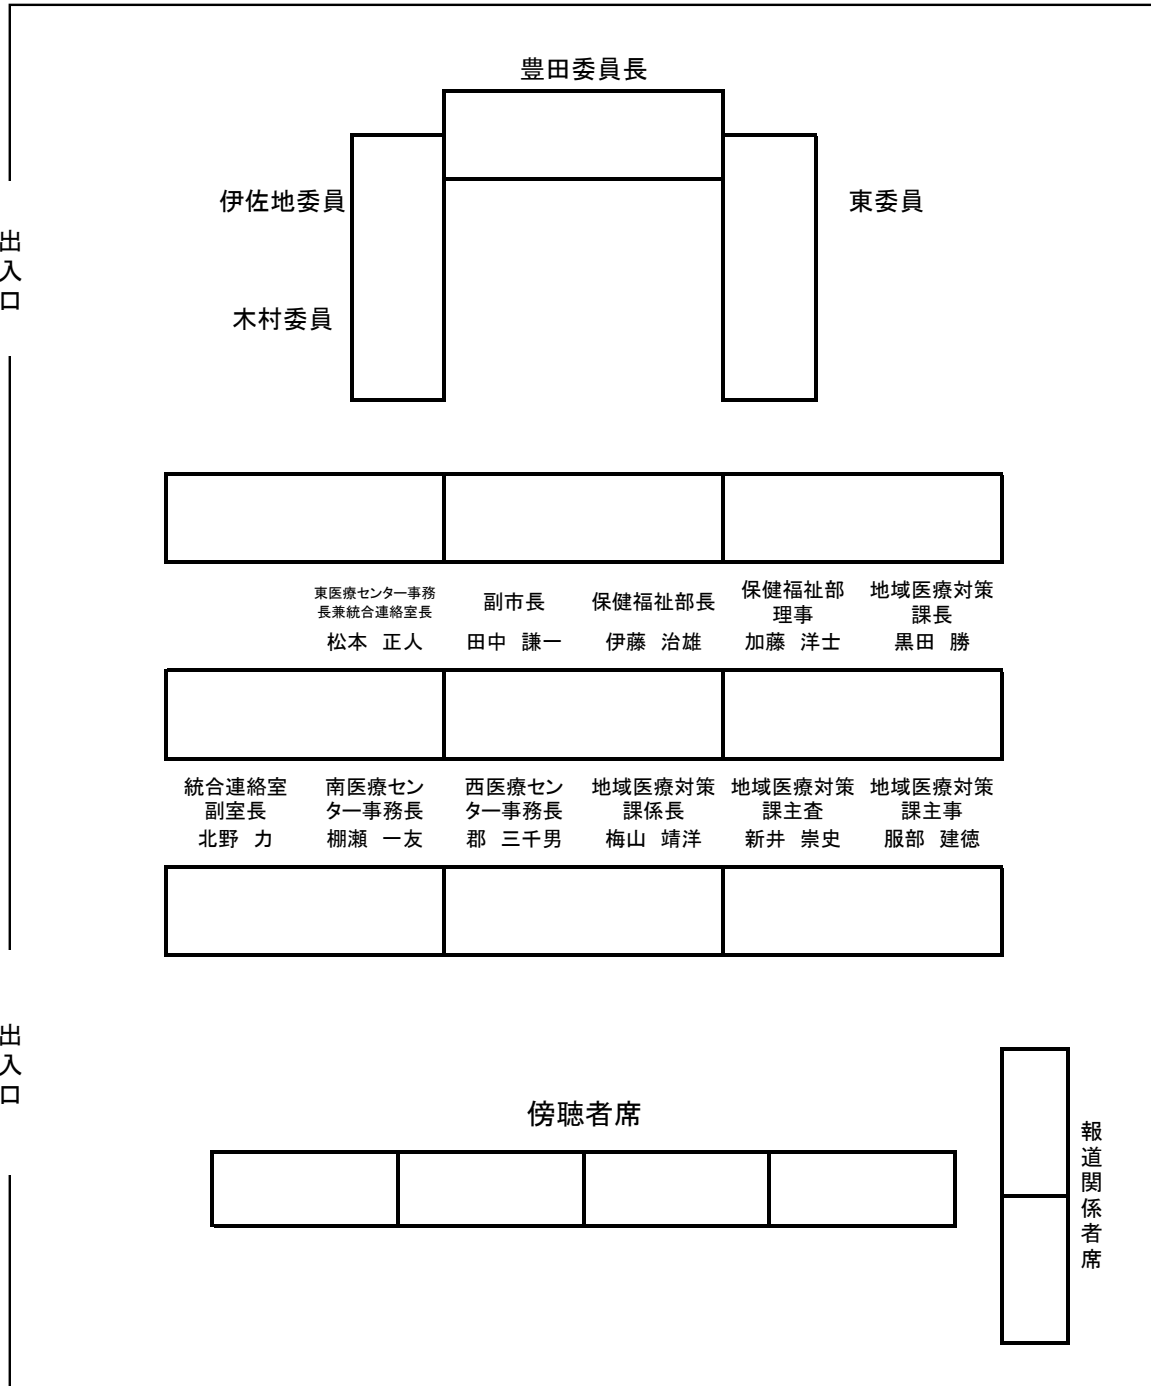 豊田委員長
伊佐地委員
東委員
出入口
木村委員
東医療センター事務
長兼統合連絡室長
松本 正人
副市長
田中 謙一
保健福祉部長
伊藤 治雄
保健福祉部
理事
加藤 洋士
地域医療対策
課長
黒田 勝
統合連絡室
副室長
北野 力
南医療セン
ター事務長
棚瀬 一友
西医療セン
ター事務長
郡 三千男
地域医療対策
課係長
梅山 靖洋
地域医療対策
課主査
新井 崇史
地域医療対策
課主事
服部 建徳
出入口
傍聴者席
報道関係者席